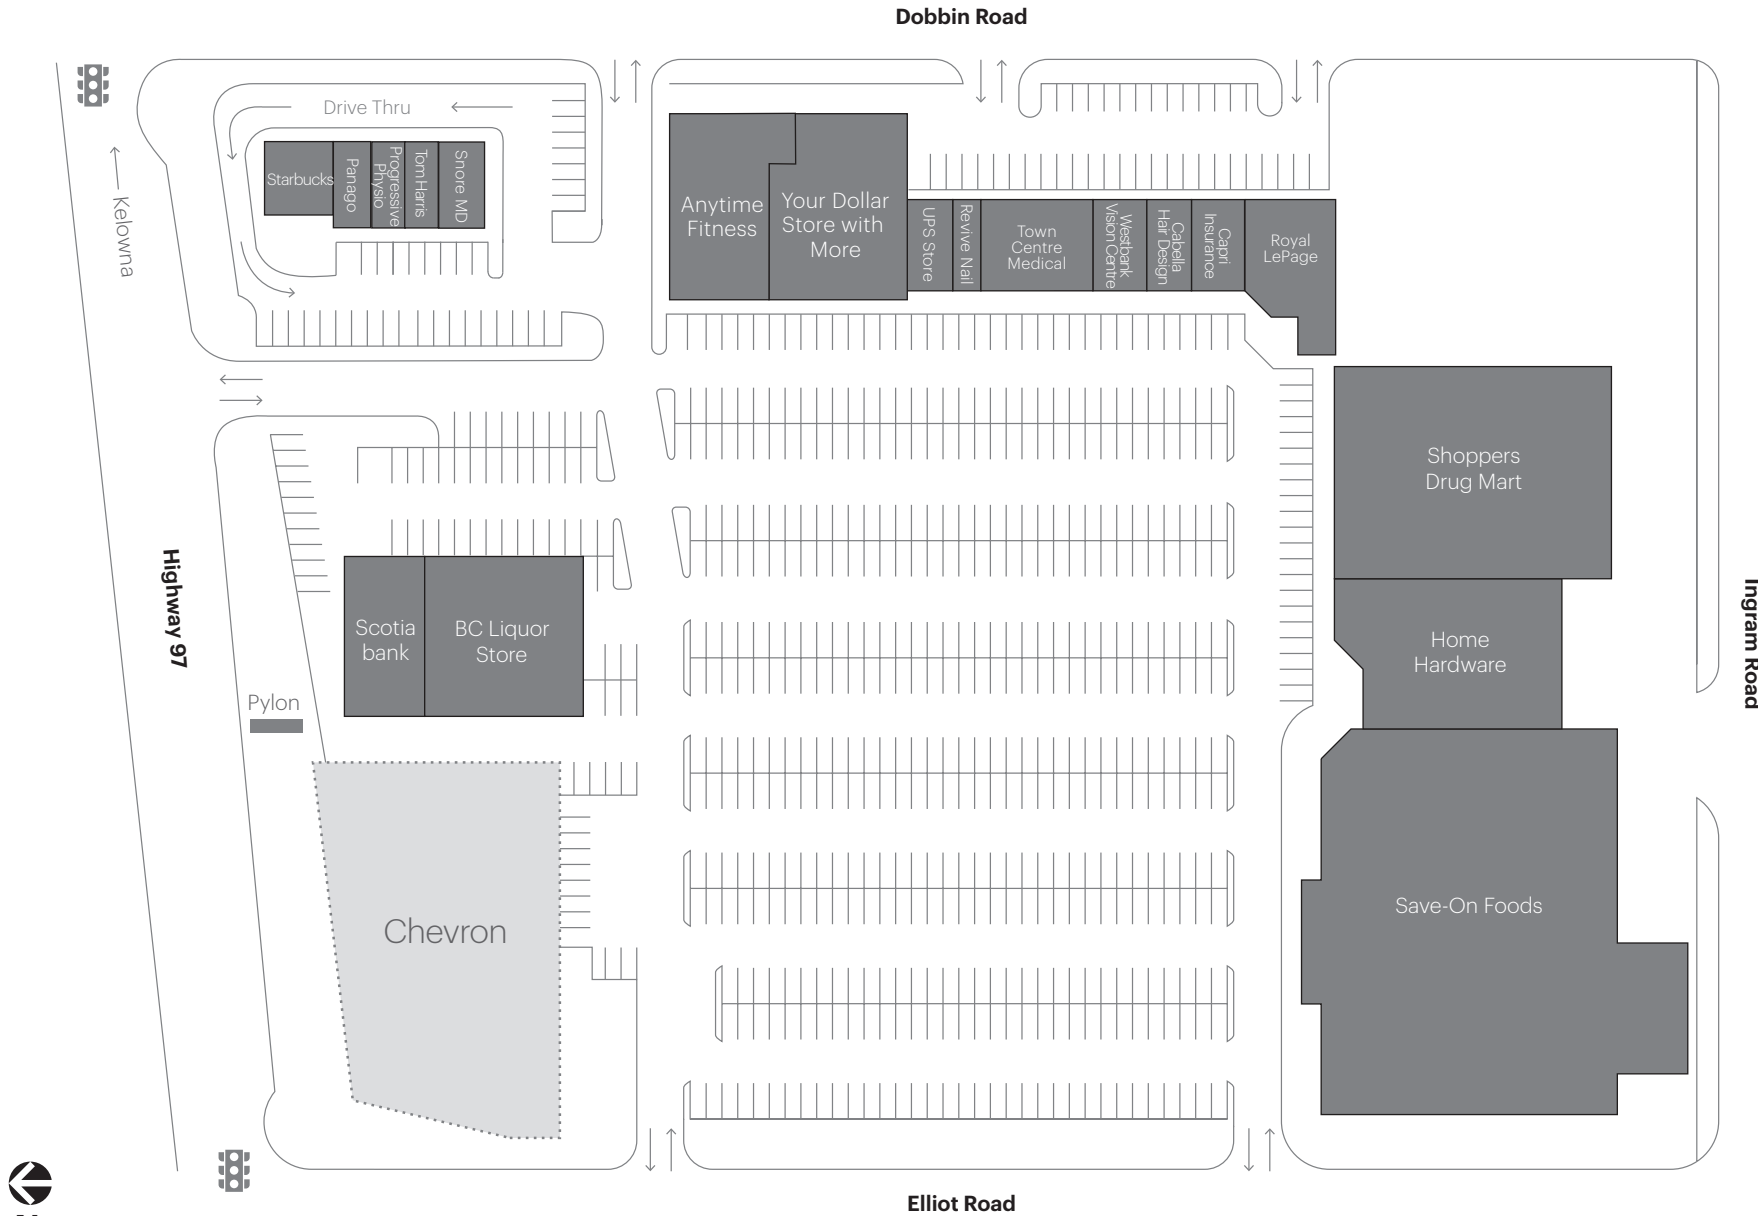 Dobbin Road
Drive Thru
Kelowna
Starbucks
Panago
Progressive
Physio
Tom Harris
Snore MD
Anytime
Fitness
Your Dollar
Store with
More
UPS Store
Revive Nail
Town
Centre
Medical
Westbank
Vision Centre
Cabella
Hair Design
Capri
Insurance
Royal
LePage
Shoppers
Drug Mart
Highway 97
Scotia
bank
BC Liquor
Store
Home
Hardware
Ingram Road
Pylon
Chevron
Save-On Foods
Elliot Road